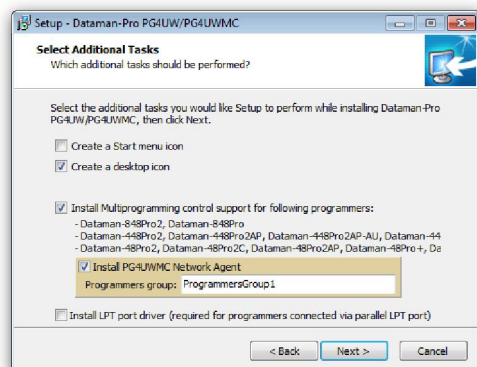 Setup - Dataman-Pro PG4UW/PG4UWMC
Select Additional Tasks
Which additional tasks should be performed?
Select the additional tasks you would like Setup to perform while installing Dataman-Pro
PG4UW/PG4UWMC, then click Next.
Create a Start menu icon
Create a desktop icon
Install Multiprogramming control support for following programmers:
- Dataman-848Pro2, Dataman-848Pro
- Dataman-448Pro2, Dataman-448Pro2AP, Dataman-448Pro2AP-AU, Dataman-44
- Dataman-48Pro2, Dataman-48Pro2C, Dataman-48Pro2AP, Dataman-48Pro+, Da
Install PG4UWMC Network Agent
Programmers group: ProgrammersGroup1
Install LPT port driver (required for programmers connected via parallel LPT port)
< Back Next > Cancel